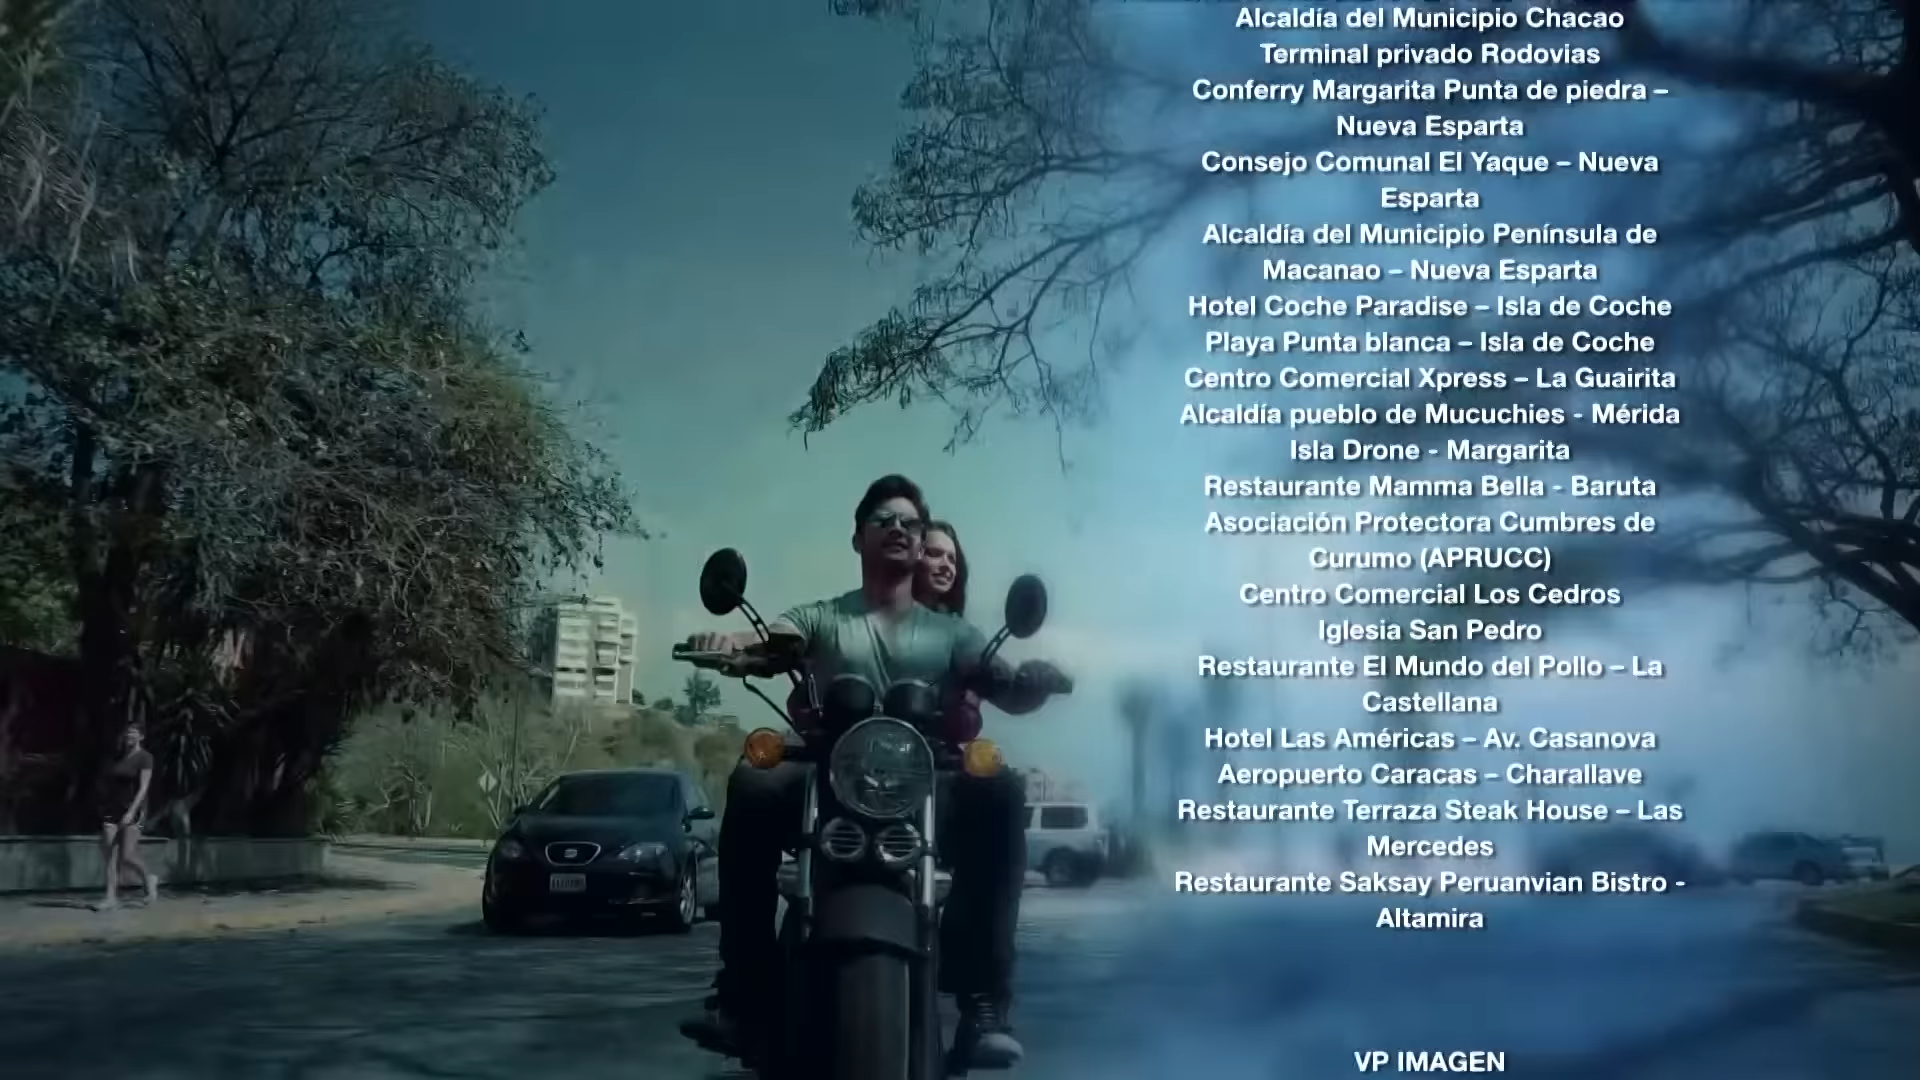 Alcaldía del Municipio Chacao
Terminal privado Rodovias
Conferry Margarita Punta de piedra –
Nueva Esparta
Consejo Comunal El Yaque – Nueva
Esparta
Alcaldía del Municipio Península de
Macanao – Nueva Esparta
Hotel Coche Paradise – Isla de Coche
Playa Punta blanca – Isla de Coche
Centro Comercial Xpress – La Guairita
Alcaldía pueblo de Mucuchies - Mérida
Isla Drone - Margarita
Restaurante Mamma Bella - Baruta
Asociación Protectora Cumbres de
Curumo (APRUCC)
Centro Comercial Los Cedros
Iglesia San Pedro
Restaurante El Mundo del Pollo – La
Castellana
Hotel Las Américas – Av. Casanova
Aeropuerto Caracas – Charallave
Restaurante Terraza Steak House – Las
Mercedes
Restaurante Saksay Peruanvian Bistro -
Altamira
VP IMAGEN